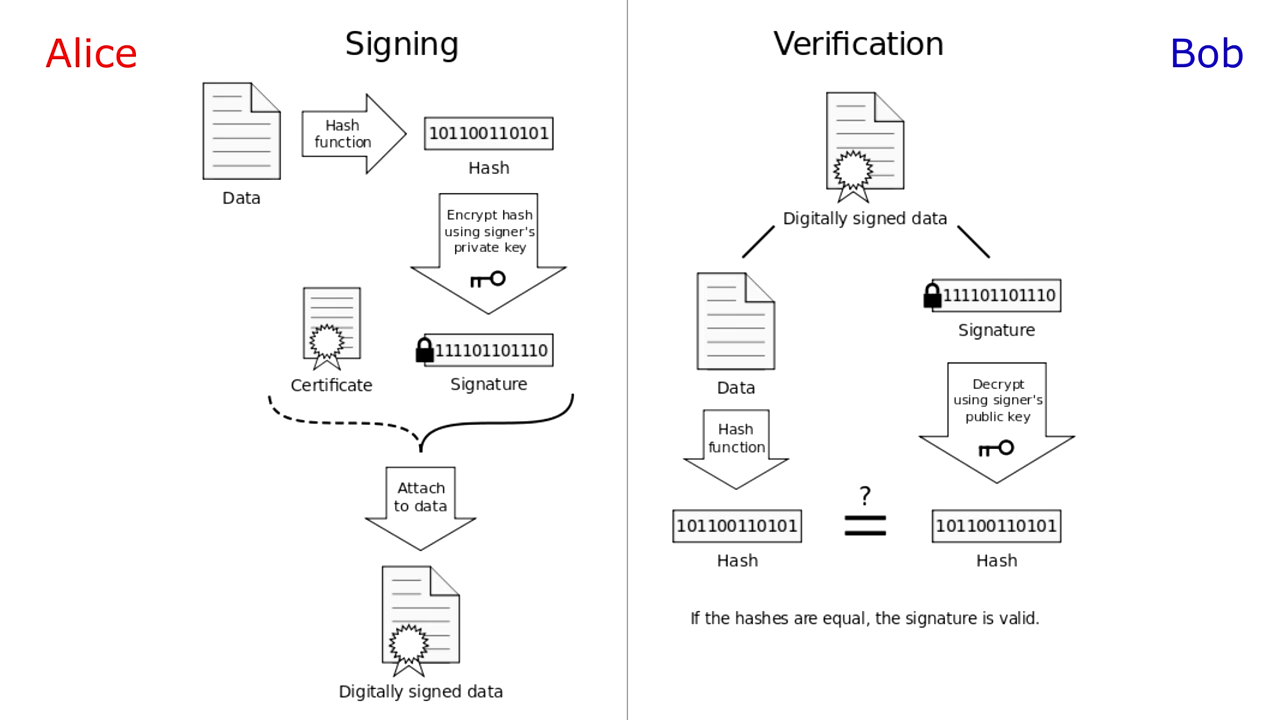 Alice
Signing
Hash
function
101100110101
Hash
Data
Encrypt hash
using signer's
private key
111101101110
Certificate
Signature
Attach
to data
Digitally signed data
Verification
Bob
Digitally signed data
111101101110
Signature
Data
Decrypt
using signer's
public key
Hash
function
?
101100110101
101100110101
Hash
Hash
If the hashes are equal, the signature is valid.